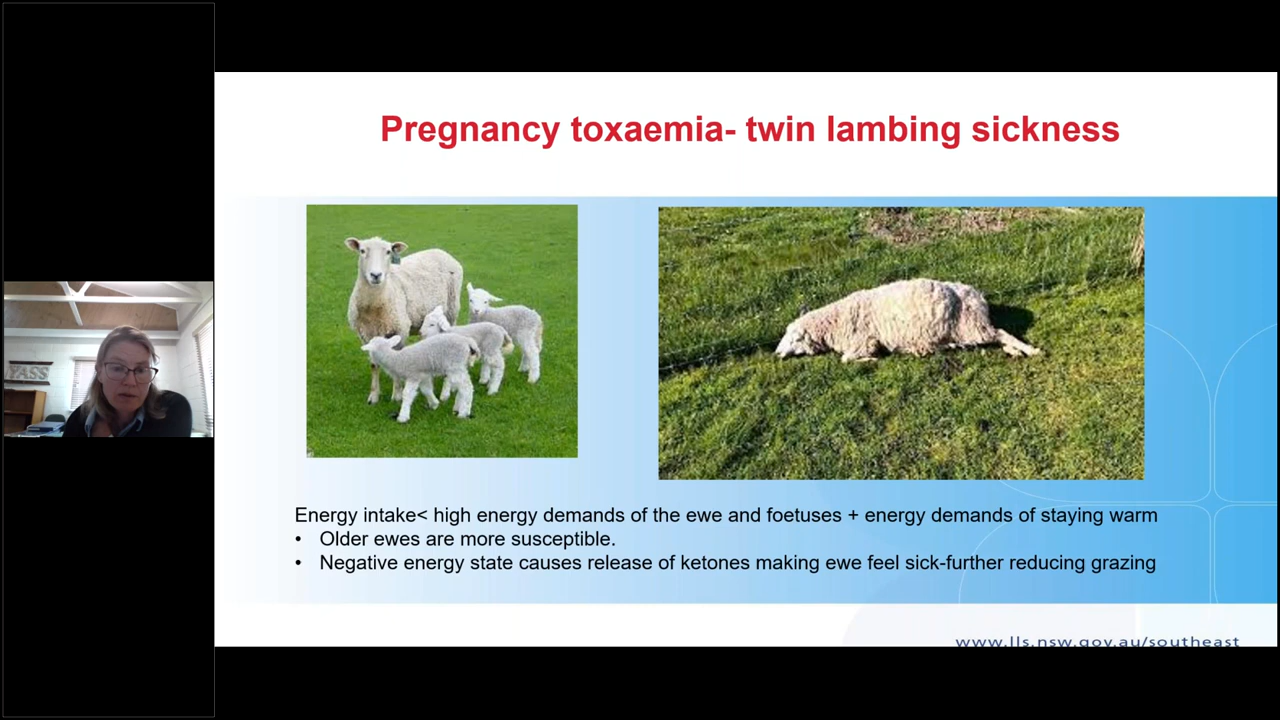 Pregnancy toxaemia- twin lambing sickness
YASS
Energy intake< high energy demands of the ewe and foetuses + energy demands of staying warm
• Older ewes are more susceptible.
• Negative energy state causes release of ketones making ewe feel sick-further reducing grazing
www.lls.nsw.gov.au/southeast